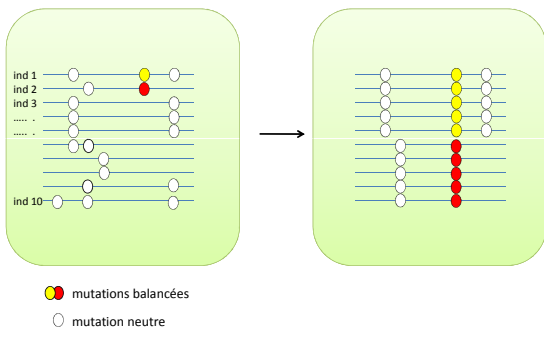 ind 1
ind 2
ind 3
..... .
..... .
ind 10
mutations balancées
mutation neutre